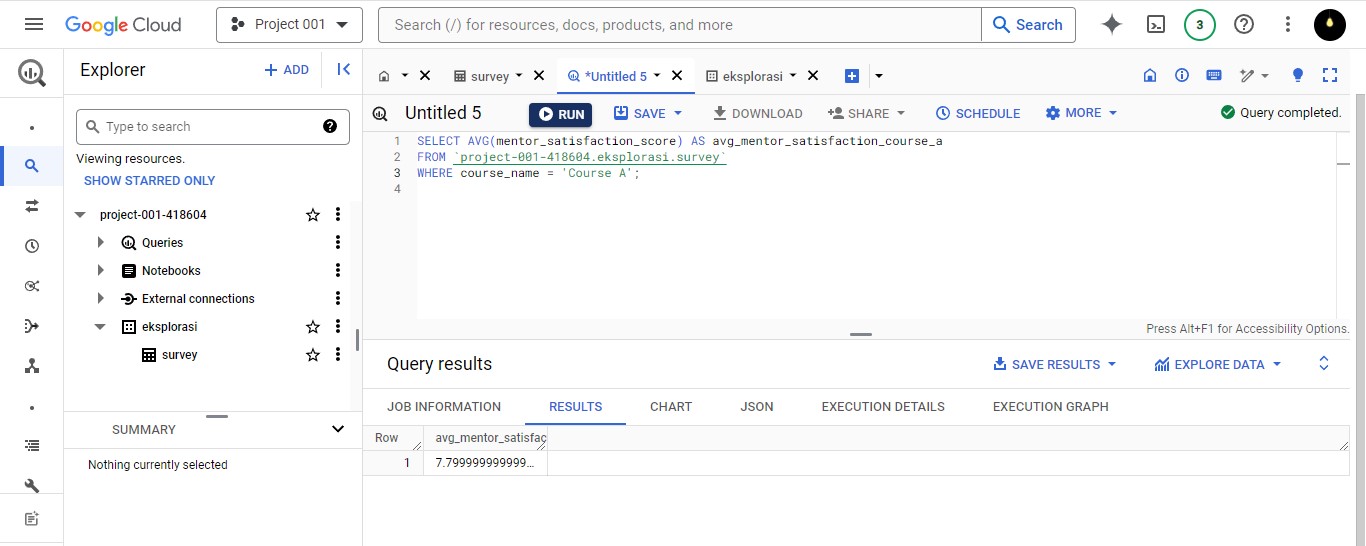 Google Cloud
Project 001
Search (/) for resources, docs, products, and more
Search
3
Explorer
+ ADD
survey
*Untitled 5
eksplorasi
Untitled 5
RUN
SAVE
DOWNLOAD
SHARE
SCHEDULE
MORE
Query completed.
Type to search
Viewing resources.
SHOW STARRED ONLY
project-001-418604
Queries
Notebooks
External connections
eksplorasi
survey
SUMMARY
Nothing currently selected
1 SELECT AVG(mentor_satisfaction_score) AS avg_mentor_satisfaction_course_a
2 FROM `project-001-418604.eksplorasi.survey`
3 WHERE course_name = 'Course A';
4
Press Alt+F1 for Accessibility Options.
Query results
SAVE RESULTS
EXPLORE DATA
JOB INFORMATION
RESULTS
CHART
JSON
EXECUTION DETAILS
EXECUTION GRAPH
Row avg_mentor_satisfac
1 7.799999999999...